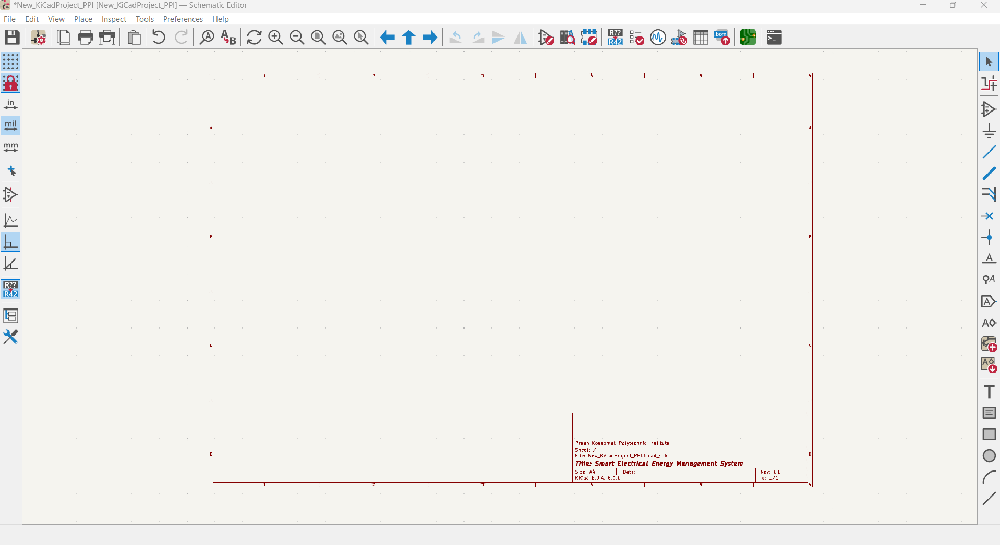 *New_KiCadProject_PPI [New_KiCadProject_PPI] — Schematic Editor
File Edit View Place Inspect Tools Preferences Help
A A B R?? R42 bom
in
mil
mm
R??
R42
1 2 3 4 5 6
A A
B B
C C
D D
Preah Kossomak Polytechnic Institute
Sheet: /
File: New_KiCadProject_PPI.kicad_sch
Title: Smart Electrical Energy Management System
Size: A4 Date: Rev: 1.0
KiCad E.D.A. 8.0.1 Id: 1/1
1 2 3 4 5 6
A
A
A
A
A
T